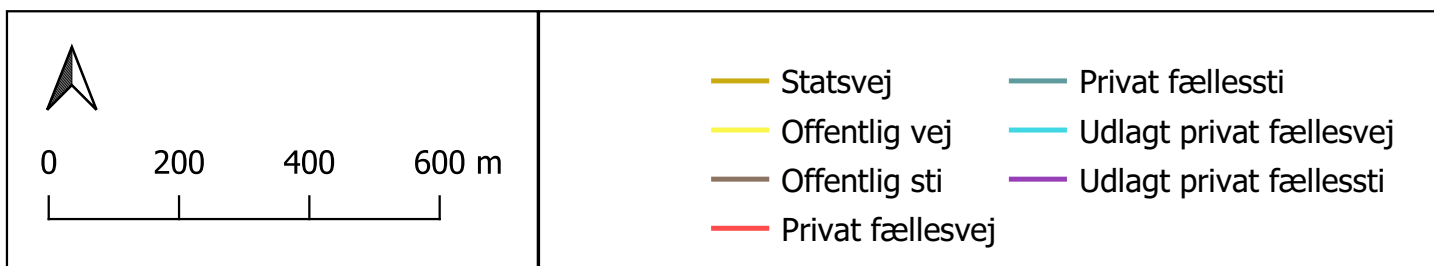 0 200 400 600 m
Statsvej
Offentlig vej
Offentlig sti
Privat fællesvej
Privat fællessti
Udlagt privat fællesvej
Udlagt privat fællessti